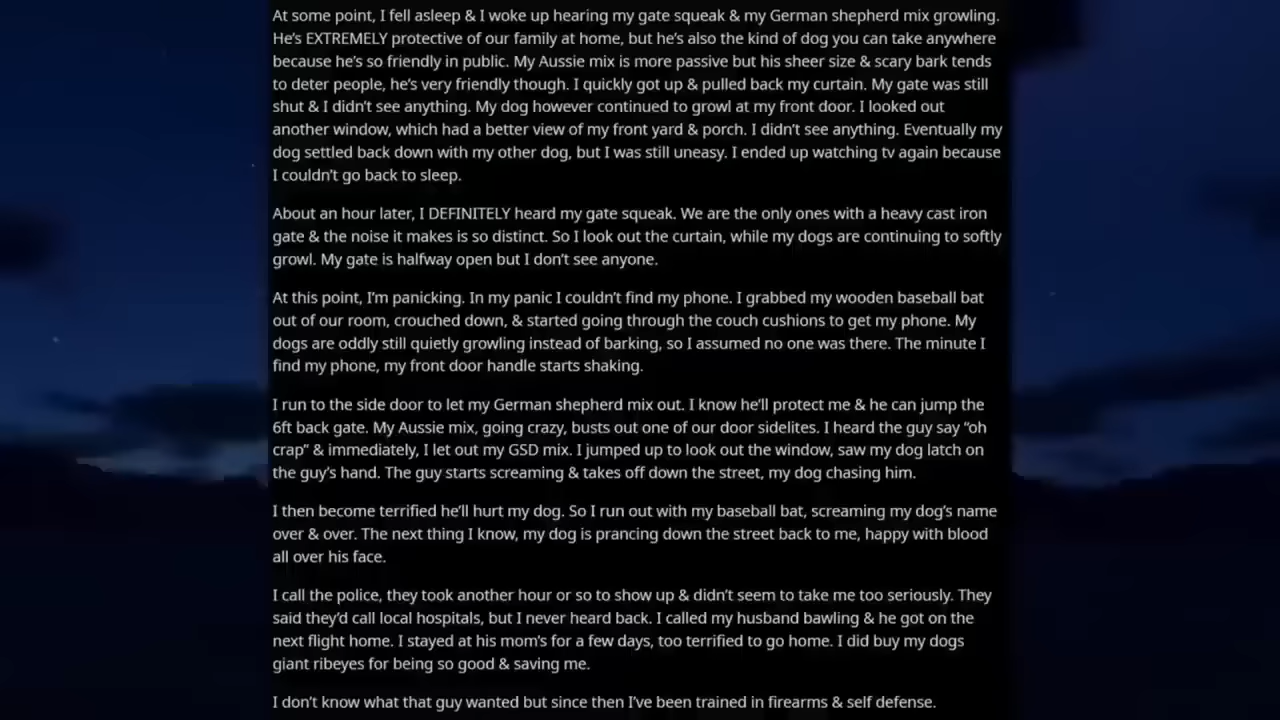 At some point, I fell asleep & I woke up hearing my gate squeak & my German shepherd mix growling.
He's EXTREMELY protective of our family at home, but he's also the kind of dog you can take anywhere
because he's so friendly in public. My Aussie mix is more passive but his sheer size & scary bark tends
to deter people, he's very friendly though. I quickly got up & pulled back my curtain. My gate was still
shut & I didn't see anything. My dog however continued to growl at my front door. I looked out
another window, which had a better view of my front yard & porch. I didn't see anything. Eventually my
dog settled back down with my other dog, but I was still uneasy. I ended up watching tv again because
I couldn't go back to sleep.
About an hour later, I DEFINITELY heard my gate squeak. We are the only ones with a heavy cast iron
gate & the noise it makes is so distinct. So I look out the curtain, while my dogs are continuing to softly
growl. My gate is halfway open but I don't see anyone.
At this point, I'm panicking. In my panic I couldn't find my phone. I grabbed my wooden baseball bat
out of our room, crouched down, & started going through the couch cushions to get my phone. My
dogs are oddly still quietly growling instead of barking, so I assumed no one was there. The minute I
find my phone, my front door handle starts shaking.
I run to the side door to let my German shepherd mix out. I know he'll protect me & he can jump the
6ft back gate. My Aussie mix, going crazy, busts out one of our door sidelites. I heard the guy say “oh
crap” & immediately, I let out my GSD mix. I jumped up to look out the window, saw my dog latch on
the guy's hand. The guy starts screaming & takes off down the street, my dog chasing him.
I then become terrified he'll hurt my dog. So I run out with my baseball bat, screaming my dog's name
over & over. The next thing I know, my dog is prancing down the street back to me, happy with blood
all over his face.
I call the police, they took another hour or so to show up & didn't seem to take me too seriously. They
said they'd call local hospitals, but I never heard back. I called my husband bawling & he got on the
next flight home. I stayed at his mom's for a few days, too terrified to go home. I did buy my dogs
giant ribeyes for being so good & saving me.
I don't know what that guy wanted but since then I've been trained in firearms & self defense.